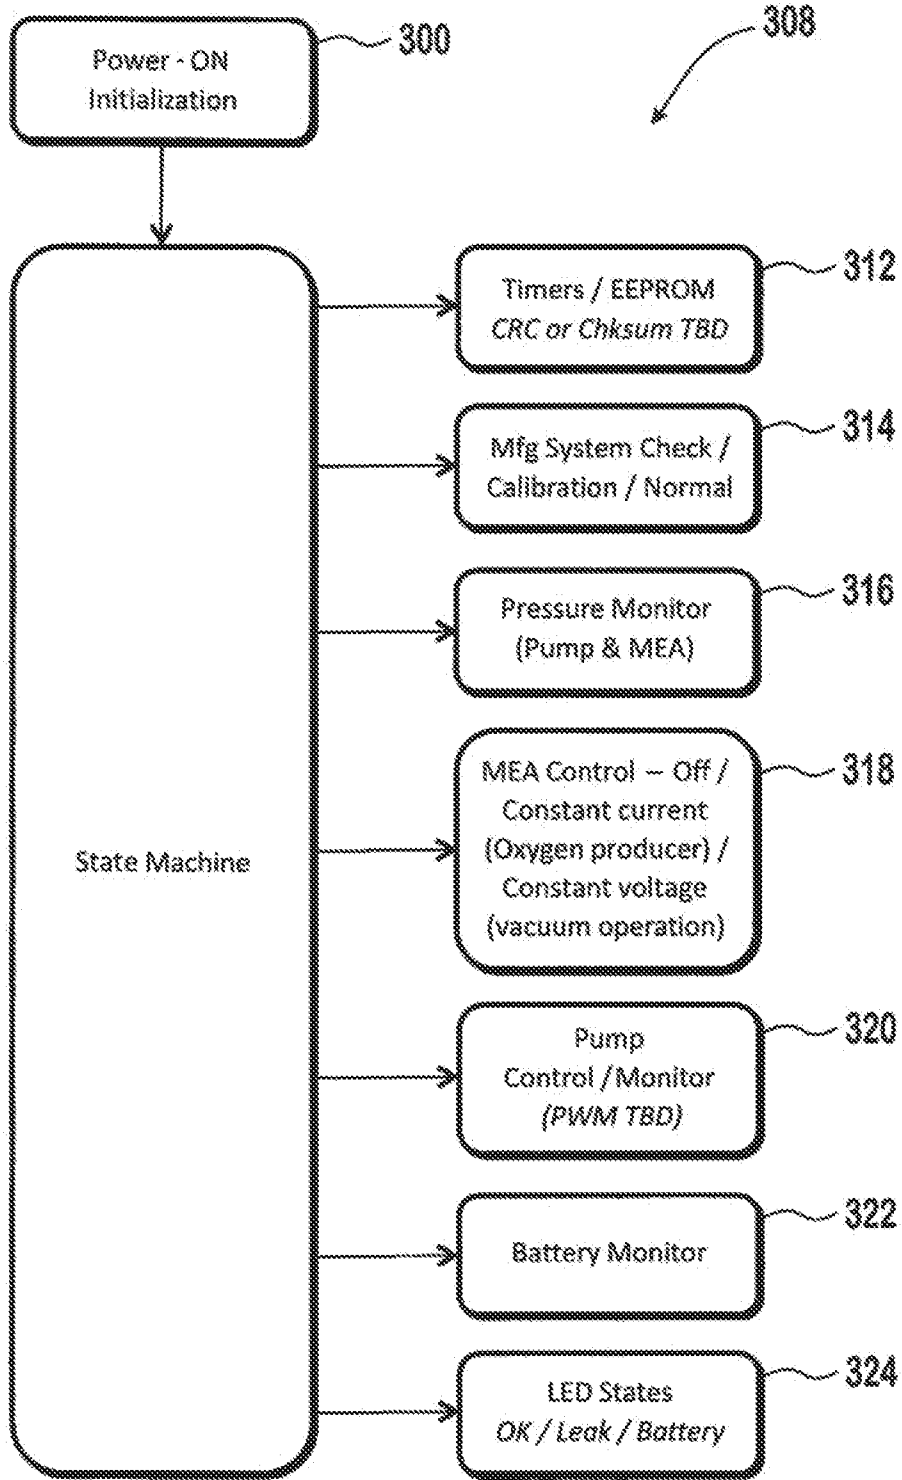 Power - ON
Initialization
300
308
State Machine
Timers / EEPROM
CRC or Chksum TBD
312
Mfg System Check /
Calibration / Normal
314
Pressure Monitor
(Pump & MEA)
316
MEA Control – Off /
Constant current
(Oxygen producer) /
Constant voltage
(vacuum operation)
318
Pump
Control / Monitor
(PWM TBD)
320
Battery Monitor
322
LED States
OK / Leak / Battery
324